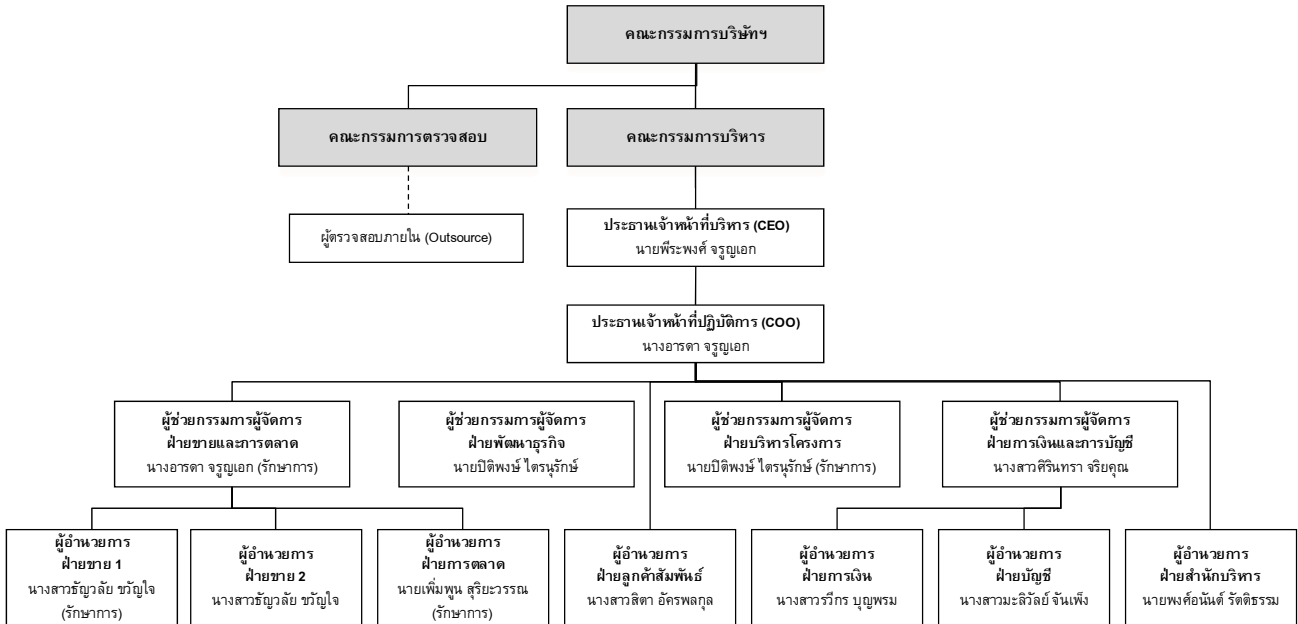 คณะกรรมการบริษัทฯ
คณะกรรมการตรวจสอบ
คณะกรรมการบริหาร
ผู้ตรวจสอบภายใน (Outsource)
ประธานเจ้าหน้าที่บริหาร (CEO)
นายพีระพงศ์ จรูญเอก
ประธานเจ้าหน้าที่ปฏิบัติการ (COO)
นางอารดา จรูญเอก
ผู้ช่วยกรรมการผู้จัดการ
ฝ่ายขายและการตลาด
นางอารดา จรูญเอก (รักษาการ)
ผู้ช่วยกรรมการผู้จัดการ
ฝ่ายพัฒนาธุรกิจ
นายปิติพงษ์ ไตรนุรักษ์
ผู้ช่วยกรรมการผู้จัดการ
ฝ่ายบริหารโครงการ
นายปิติพงษ์ ไตรนุรักษ์ (รักษาการ)
ผู้ช่วยกรรมการผู้จัดการ
ฝ่ายการเงินและการบัญชี
นางสาวศิรินทรา จริยคุณ
ผู้อำนวยการ
ฝ่ายขาย 1
นางสาวธัญวลัย ขวัญใจ
(รักษาการ)
ผู้อำนวยการ
ฝ่ายขาย 2
นางสาวธัญวลัย ขวัญใจ
ผู้อำนวยการ
ฝ่ายการตลาด
นายเพิ่มพูน สุริยะวรรณ
(รักษาการ)
ผู้อำนวยการ
ฝ่ายลูกค้าสัมพันธ์
นางสาวสิตา อัครพลกุล
ผู้อำนวยการ
ฝ่ายการเงิน
นางสาวรวีกร บุญพรม
ผู้อำนวยการ
ฝ่ายบัญชี
นางสาวมะลิวัลย์ จันเพ็ง
ผู้อำนวยการ
ฝ่ายสำนักบริหาร
นายพงศ์อนันต์ รัตติธรรม